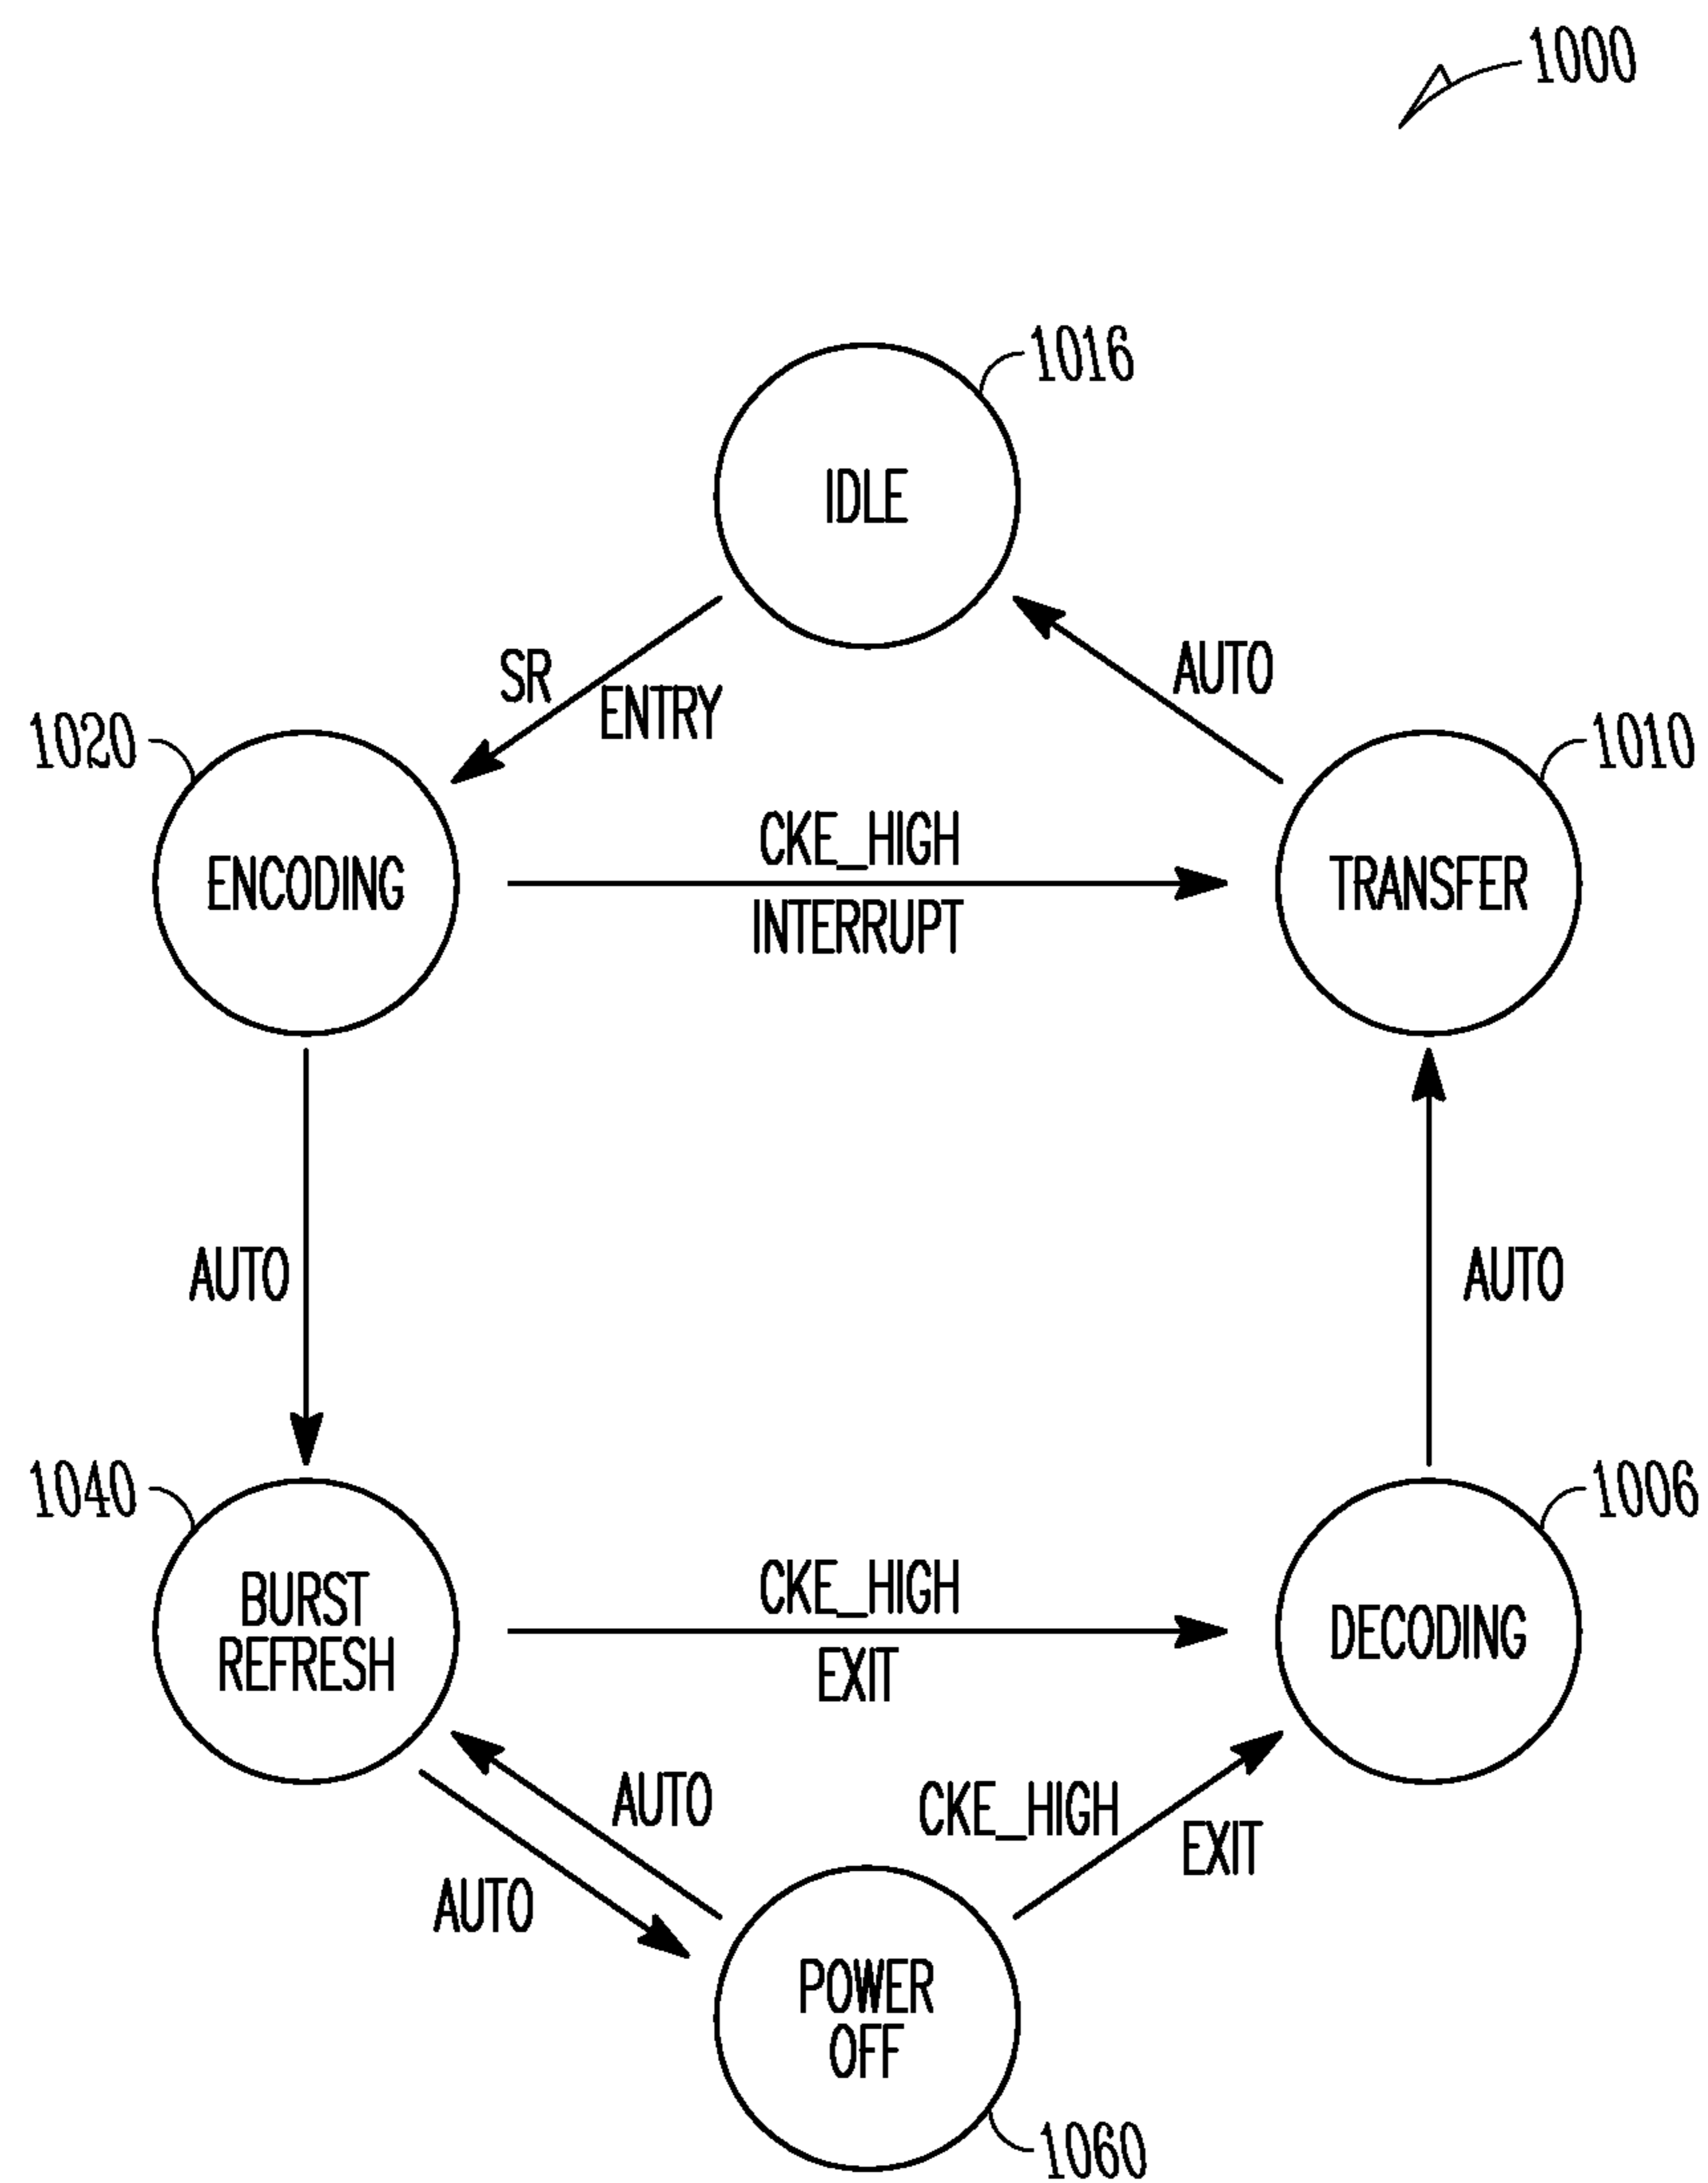 1000
1016
IDLE
SR
ENTRY
AUTO
1020
1010
ENCODING
CKE_HIGH
INTERRUPT
TRANSFER
AUTO
AUTO
1040
1006
BURST
REFRESH
CKE_HIGH
EXIT
DECODING
AUTO
AUTO
CKE_HIGH
EXIT
POWER
OFF
1060